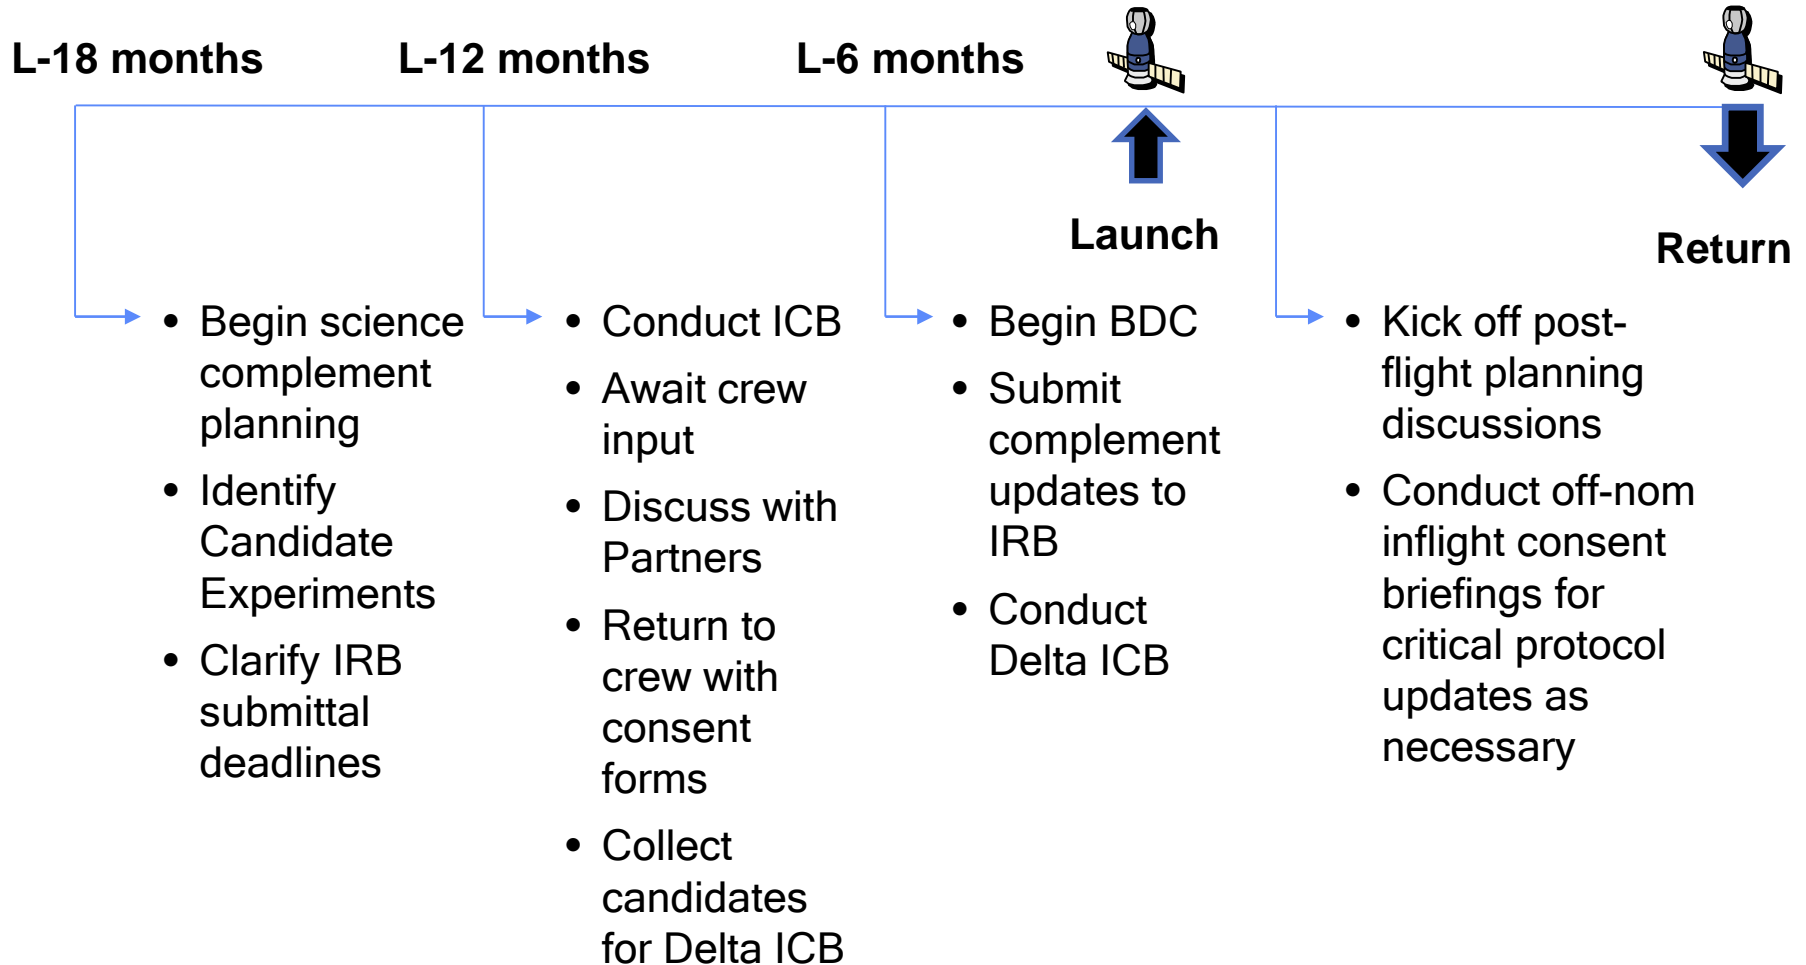 L-18 months
L-12 months
L-6 months
Launch
Return
• Begin science
complement
planning
• Identify
Candidate
Experiments
• Clarify IRB
submittal
deadlines
• Conduct ICB
• Await crew
input
• Discuss with
Partners
• Return to
crew with
consent
forms
• Collect
candidates
for Delta ICB
• Begin BDC
• Submit
complement
updates to
IRB
• Conduct
Delta ICB
• Kick off post-
flight planning
discussions
• Conduct off-nom
inflight consent
briefings for
critical protocol
updates as
necessary